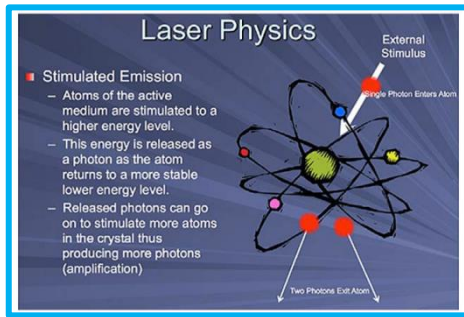 Laser Physics
External
Stimulus
Single Photon Enters Atom
Stimulated Emission
– Atoms of the active
medium are stimulated to a
higher energy level.
– This energy is released as
a photon as the atom
returns to a more stable
lower energy level.
– Released photons can go
on to stimulate more atoms
in the crystal thus
producing more photons
(amplification)
Two Photons Exit Atom